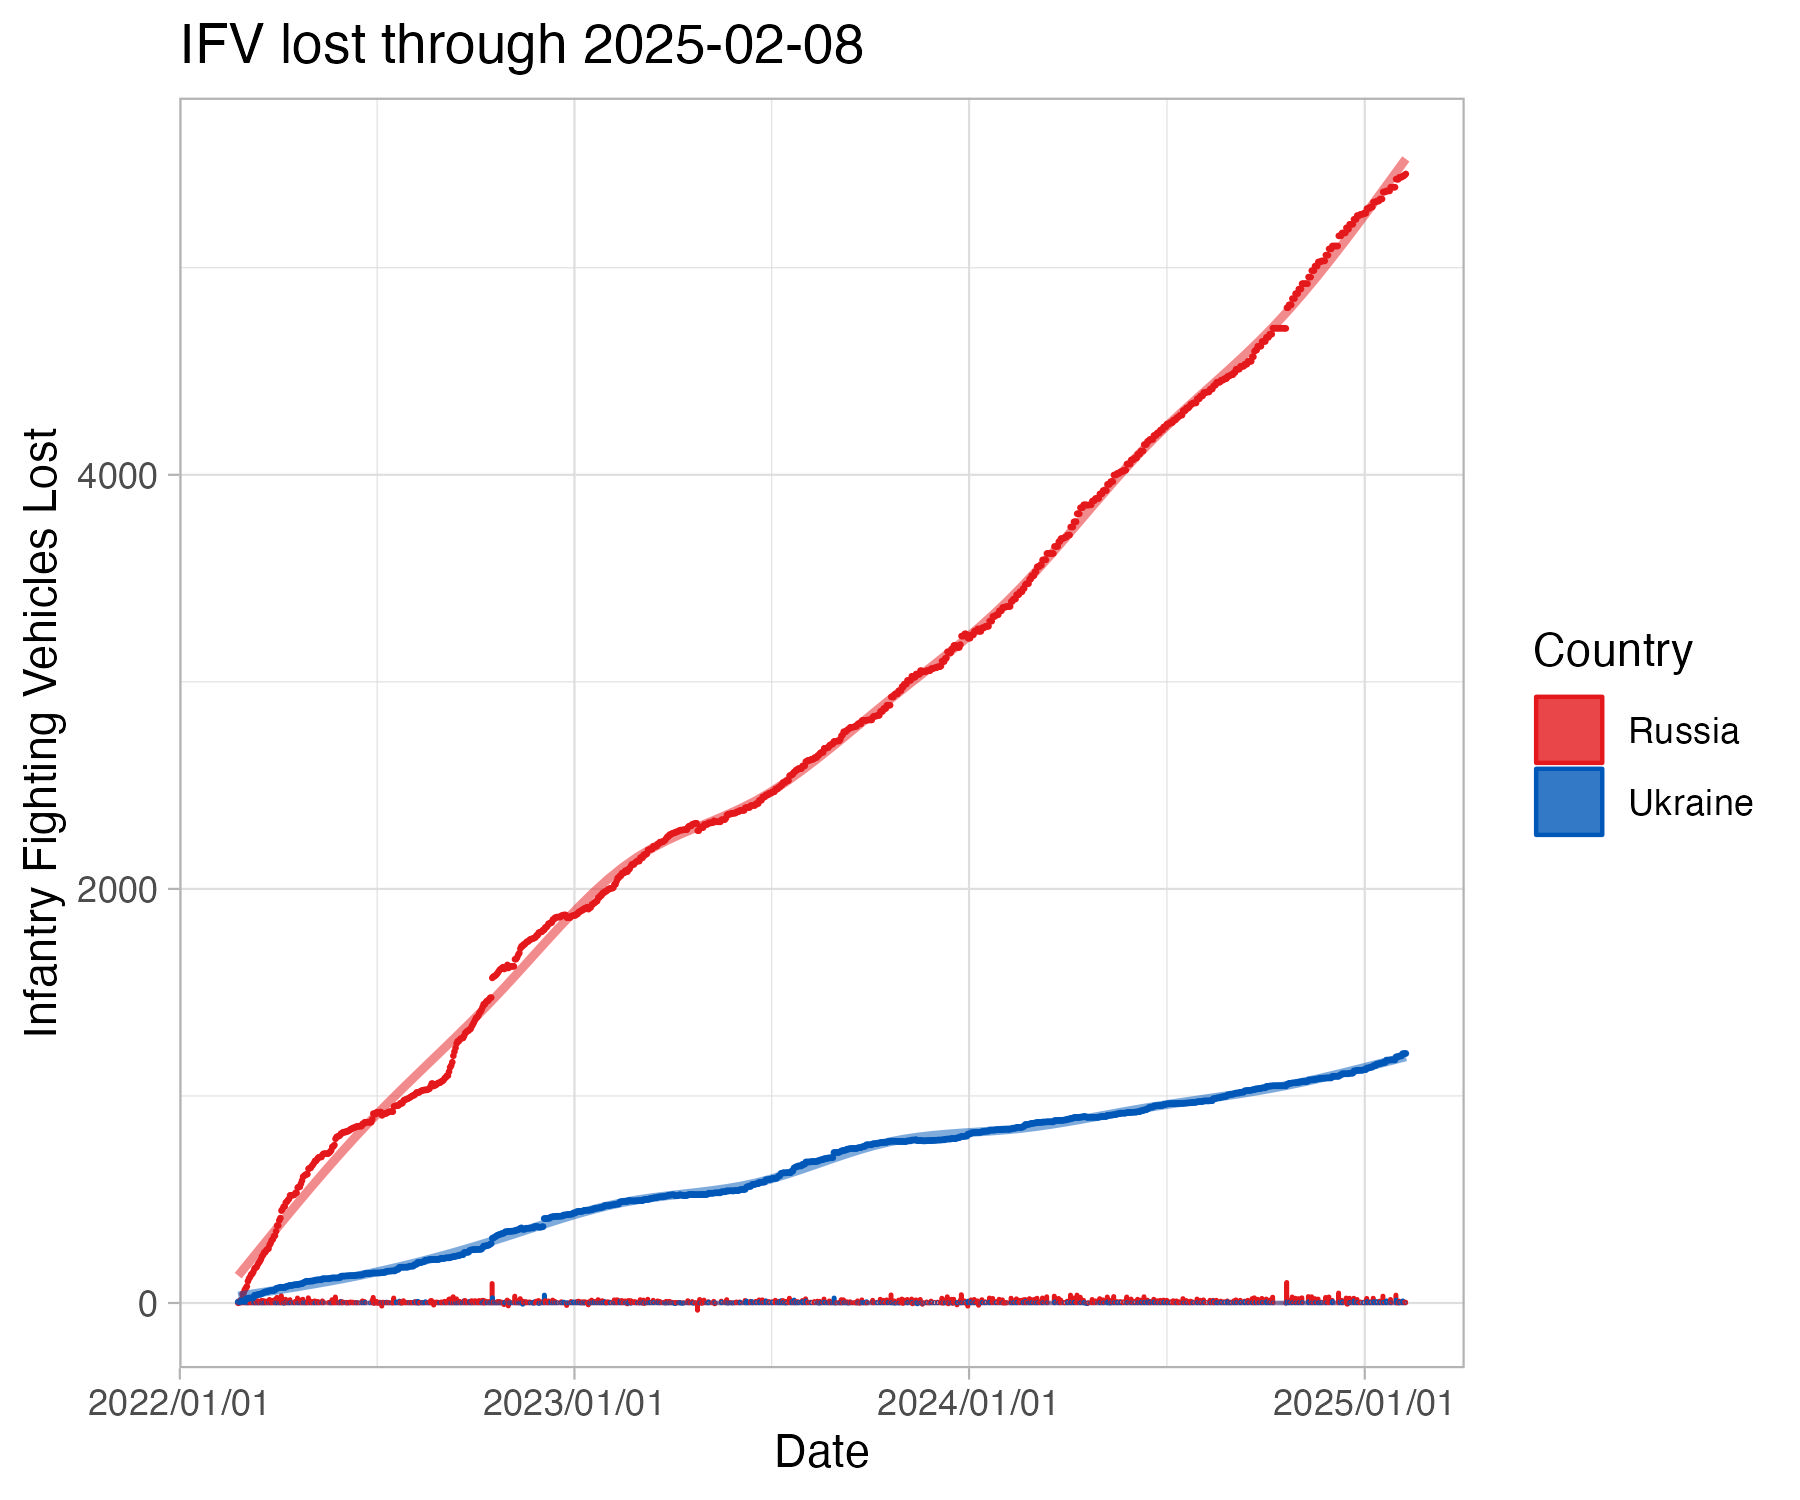 IFV lost through 2025-02-08
Infantry Fighting Vehicles Lost
4000
2000
0
2022/01/01
2023/01/01
2024/01/01
2025/01/01
Date
Country
Russia
Ukraine